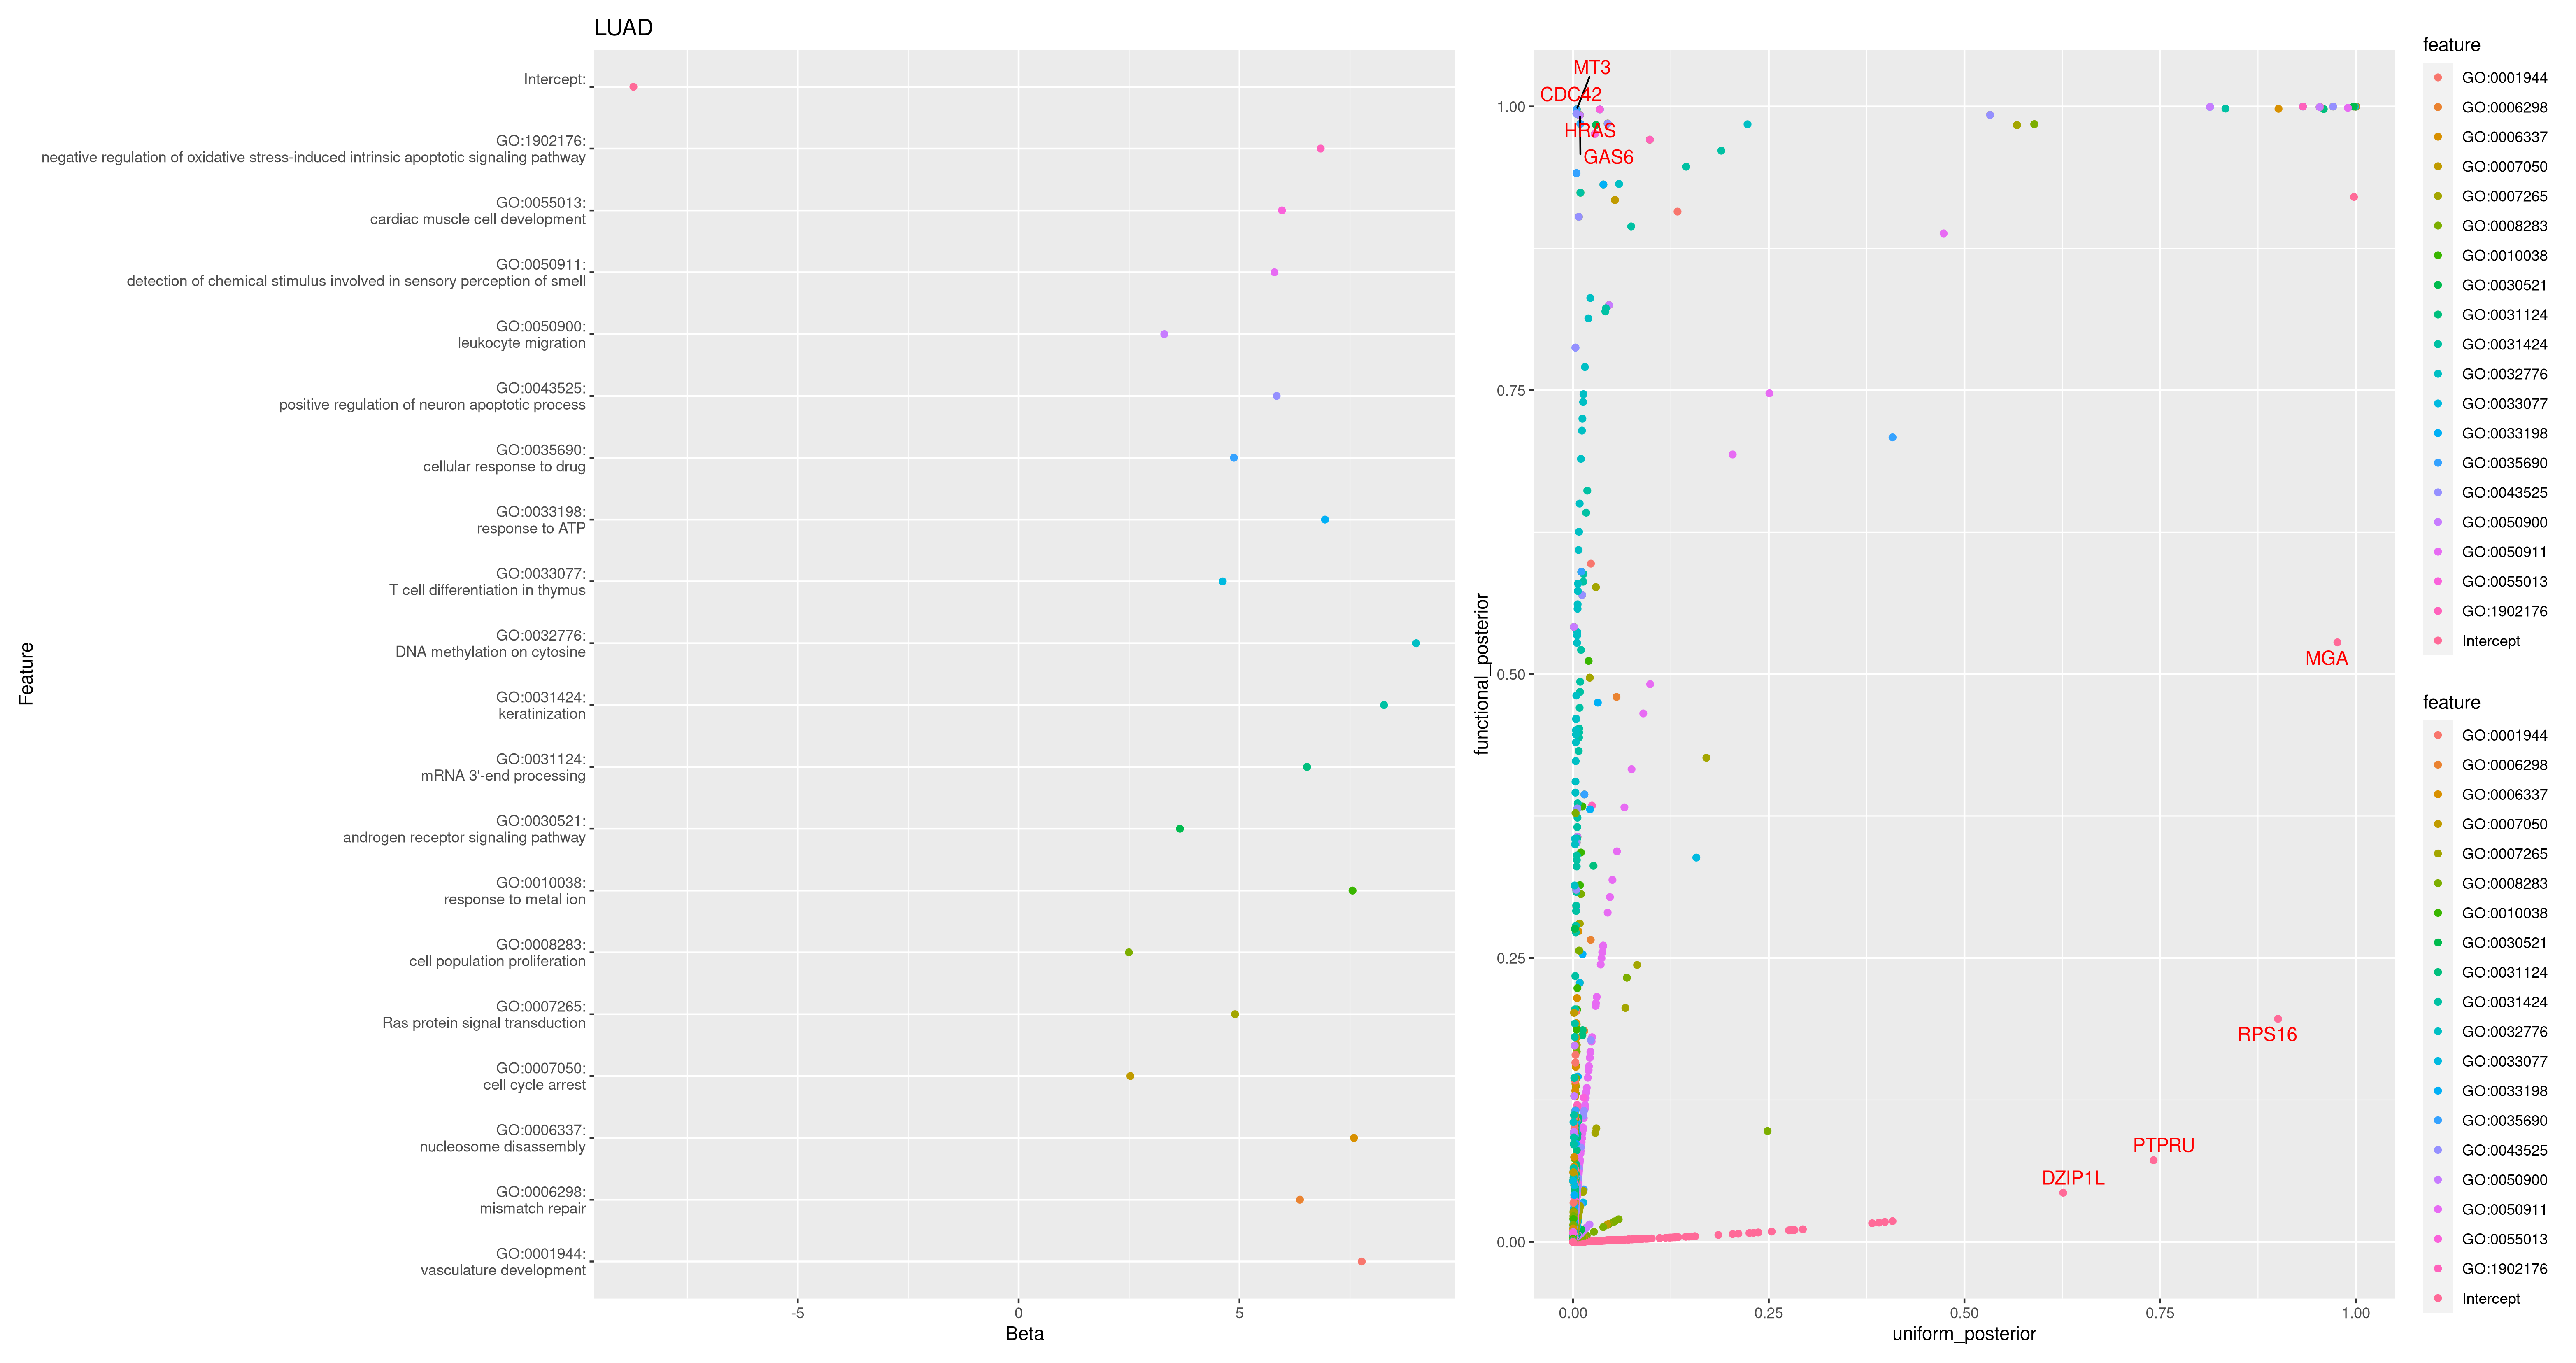 LUAD
Feature
Intercept:
GO:1902176:
negative regulation of oxidative stress-induced intrinsic apoptotic signaling pathway
GO:0055013:
cardiac muscle cell development
GO:0050911:
detection of chemical stimulus involved in sensory perception of smell
GO:0050900:
leukocyte migration
GO:0043525:
positive regulation of neuron apoptotic process
GO:0035690:
cellular response to drug
GO:0033198:
response to ATP
GO:0033077:
T cell differentiation in thymus
GO:0032776:
DNA methylation on cytosine
GO:0031424:
keratinization
GO:0031124:
mRNA 3'-end processing
GO:0030521:
androgen receptor signaling pathway
GO:0010038:
response to metal ion
GO:0008283:
cell population proliferation
GO:0007265:
Ras protein signal transduction
GO:0007050:
cell cycle arrest
GO:0006337:
nucleosome disassembly
GO:0006298:
mismatch repair
GO:0001944:
vasculature development
-5 0 5
Beta
functional_posterior
1.00
0.75
0.50
0.25
0.00
MT3
CDC42
HRAS
GAS6
MGA
RPS16
PTPRU
DZIP1L
0.00 0.25 0.50 0.75 1.00
uniform_posterior
feature
GO:0001944
GO:0006298
GO:0006337
GO:0007050
GO:0007265
GO:0008283
GO:0010038
GO:0030521
GO:0031124
GO:0031424
GO:0032776
GO:0033077
GO:0033198
GO:0035690
GO:0043525
GO:0050900
GO:0050911
GO:0055013
GO:1902176
Intercept
feature
GO:0001944
GO:0006298
GO:0006337
GO:0007050
GO:0007265
GO:0008283
GO:0010038
GO:0030521
GO:0031124
GO:0031424
GO:0032776
GO:0033077
GO:0033198
GO:0035690
GO:0043525
GO:0050900
GO:0050911
GO:0055013
GO:1902176
Intercept